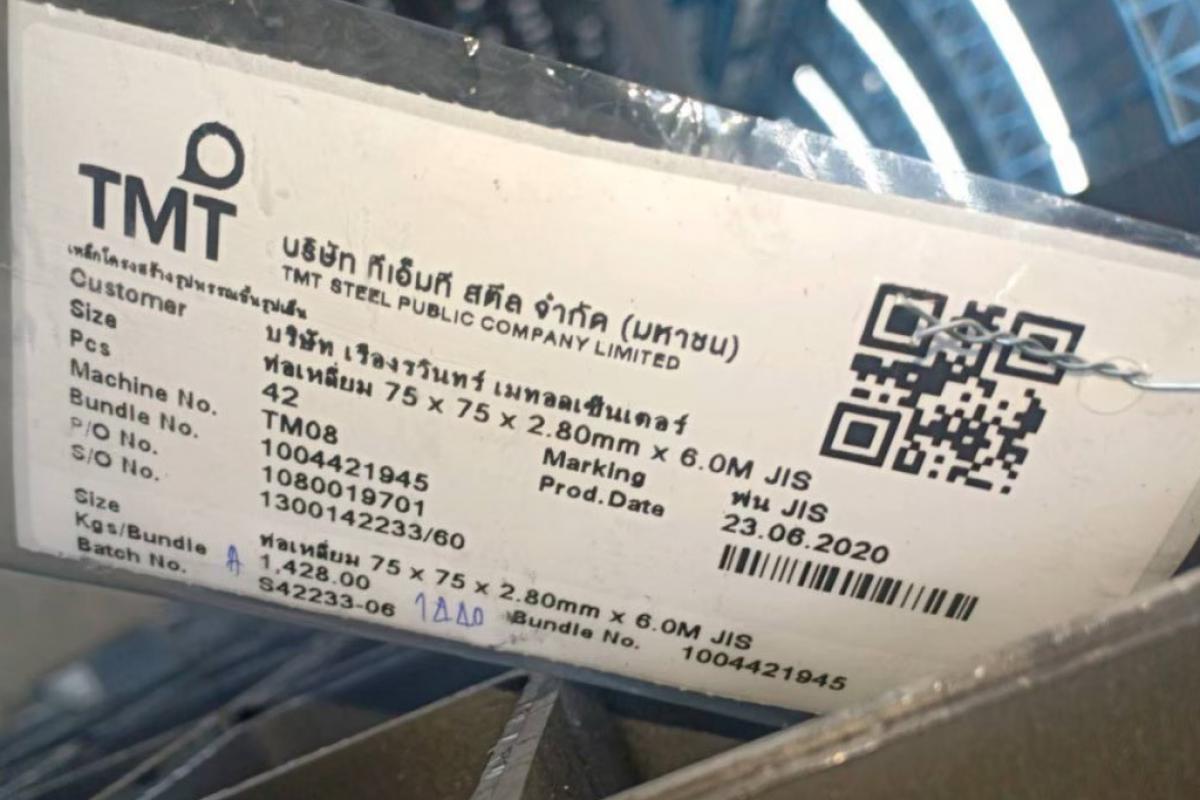 TMT
บริษัท ทีเอ็มที สตีล จำกัด (มหาชน)
TMT STEEL PUBLIC COMPANY LIMITED
เหล็กโครงสร้างรูปพรรณขึ้นรูปเย็น
Customer บริษัท เรืองรวินทร์ เมทอลเซ็นเตอร์
Size ท่อเหลี่ยม 75 x 75 x 2.80mm x 6.0M JIS
Pcs 42 Marking พ่น JIS
Machine No. TM08 Prod.Date 23.06.2020
Bundle No. 1004421945
P/O No. 1080019701
S/O No. 1300142233/60
Size ท่อเหลี่ยม 75 x 75 x 2.80mm x 6.0M JIS
Kgs/Bundle 1,428.00
Batch No. S42233-06 Bundle No. 1004421945